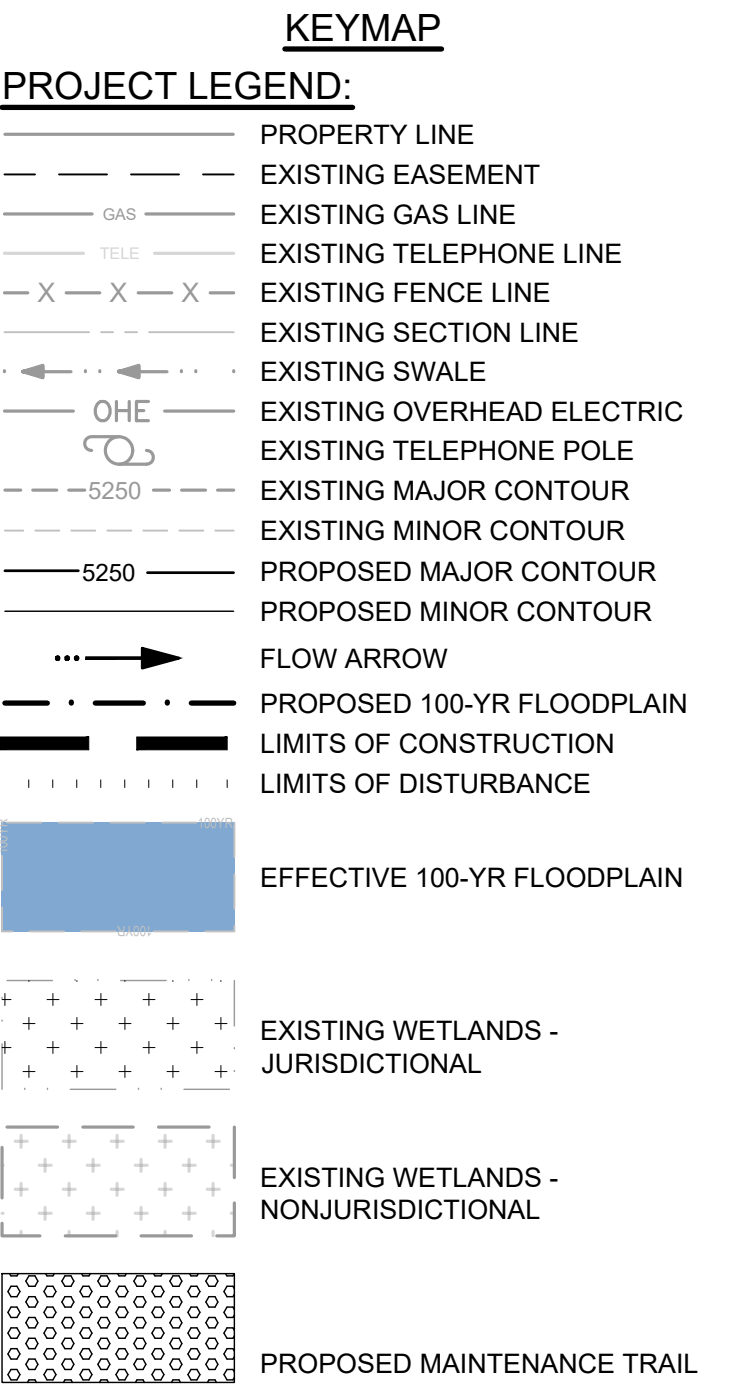 KEYMAP
PROJECT LEGEND:
PROPERTY LINE
EXISTING EASEMENT
GAS EXISTING GAS LINE
TELE EXISTING TELEPHONE LINE
X X X EXISTING FENCE LINE
EXISTING SECTION LINE
EXISTING SWALE
OHE EXISTING OVERHEAD ELECTRIC
EXISTING TELEPHONE POLE
5250 EXISTING MAJOR CONTOUR
EXISTING MINOR CONTOUR
5250 PROPOSED MAJOR CONTOUR
PROPOSED MINOR CONTOUR
FLOW ARROW
PROPOSED 100-YR FLOODPLAIN
LIMITS OF CONSTRUCTION
LIMITS OF DISTURBANCE
100YR
100YR
EFFECTIVE 100-YR FLOODPLAIN
100YR
EXISTING WETLANDS -
JURISDICTIONAL
EXISTING WETLANDS -
NONJURISDICTIONAL
PROPOSED MAINTENANCE TRAIL